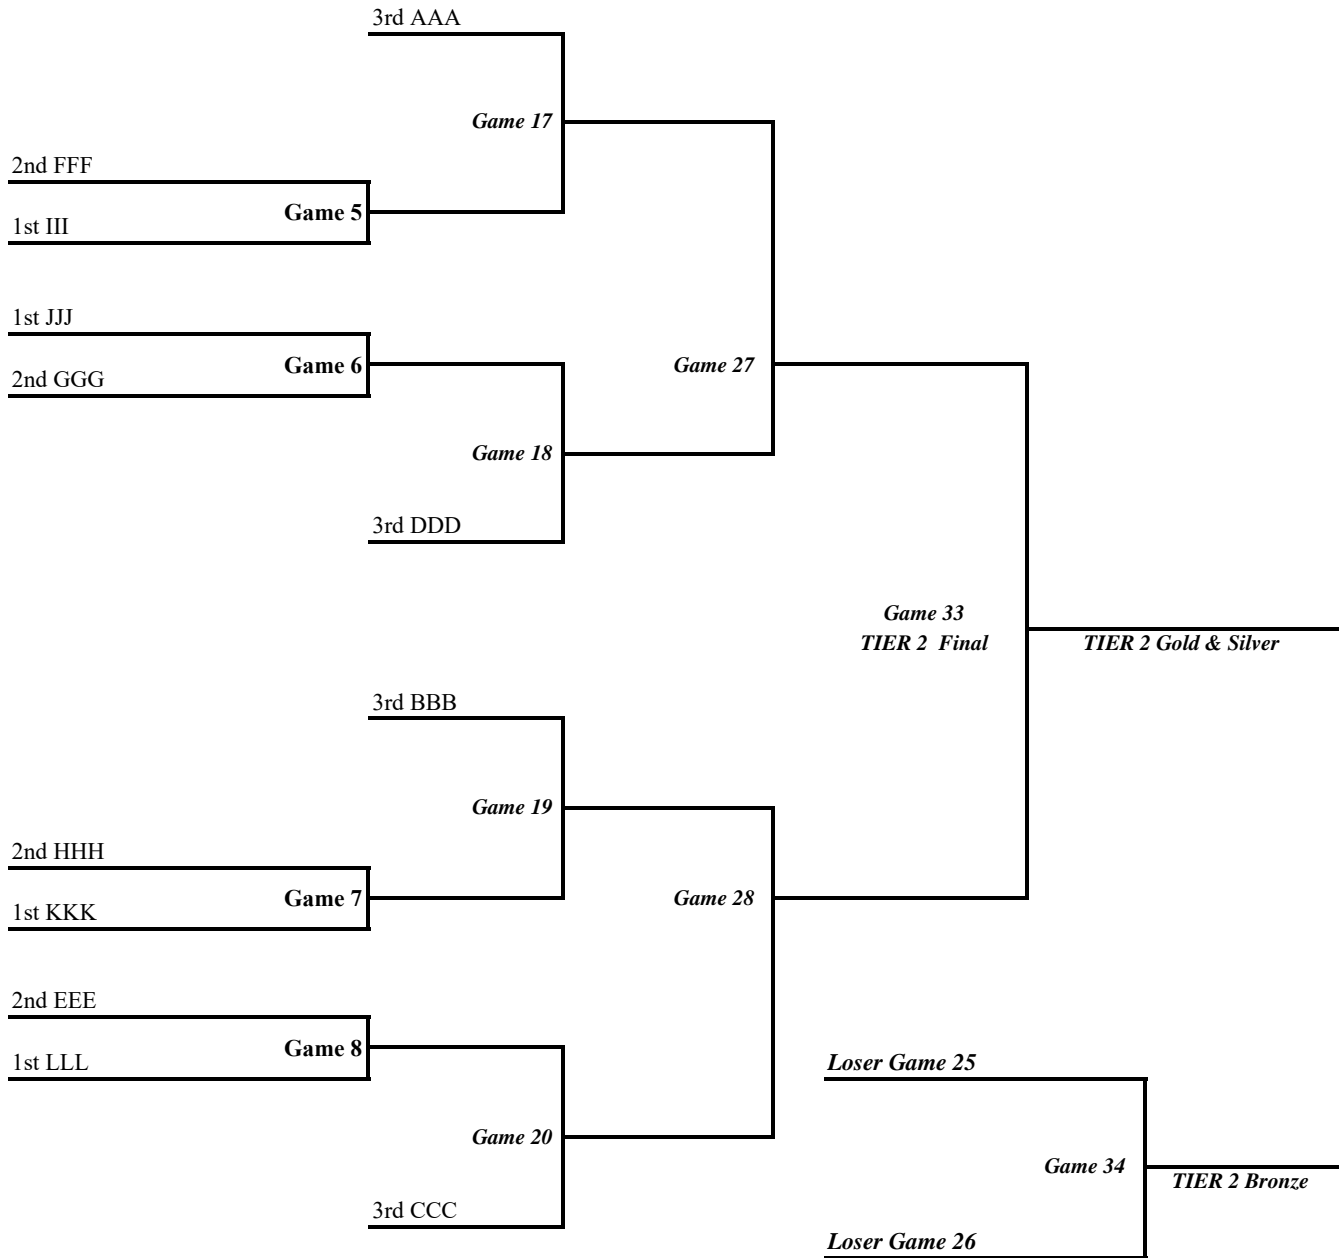 3rd AAA
Game 17
2nd FFF
Game 5
1st III
1st JJJ
Game 6
2nd GGG
Game 27
Game 18
3rd DDD
Game 33
TIER 2 Final
TIER 2 Gold & Silver
3rd BBB
Game 19
2nd HHH
Game 7
1st KKK
Game 28
2nd EEE
Game 8
1st LLL
Loser Game 25
Game 20
Game 34
TIER 2 Bronze
3rd CCC
Loser Game 26